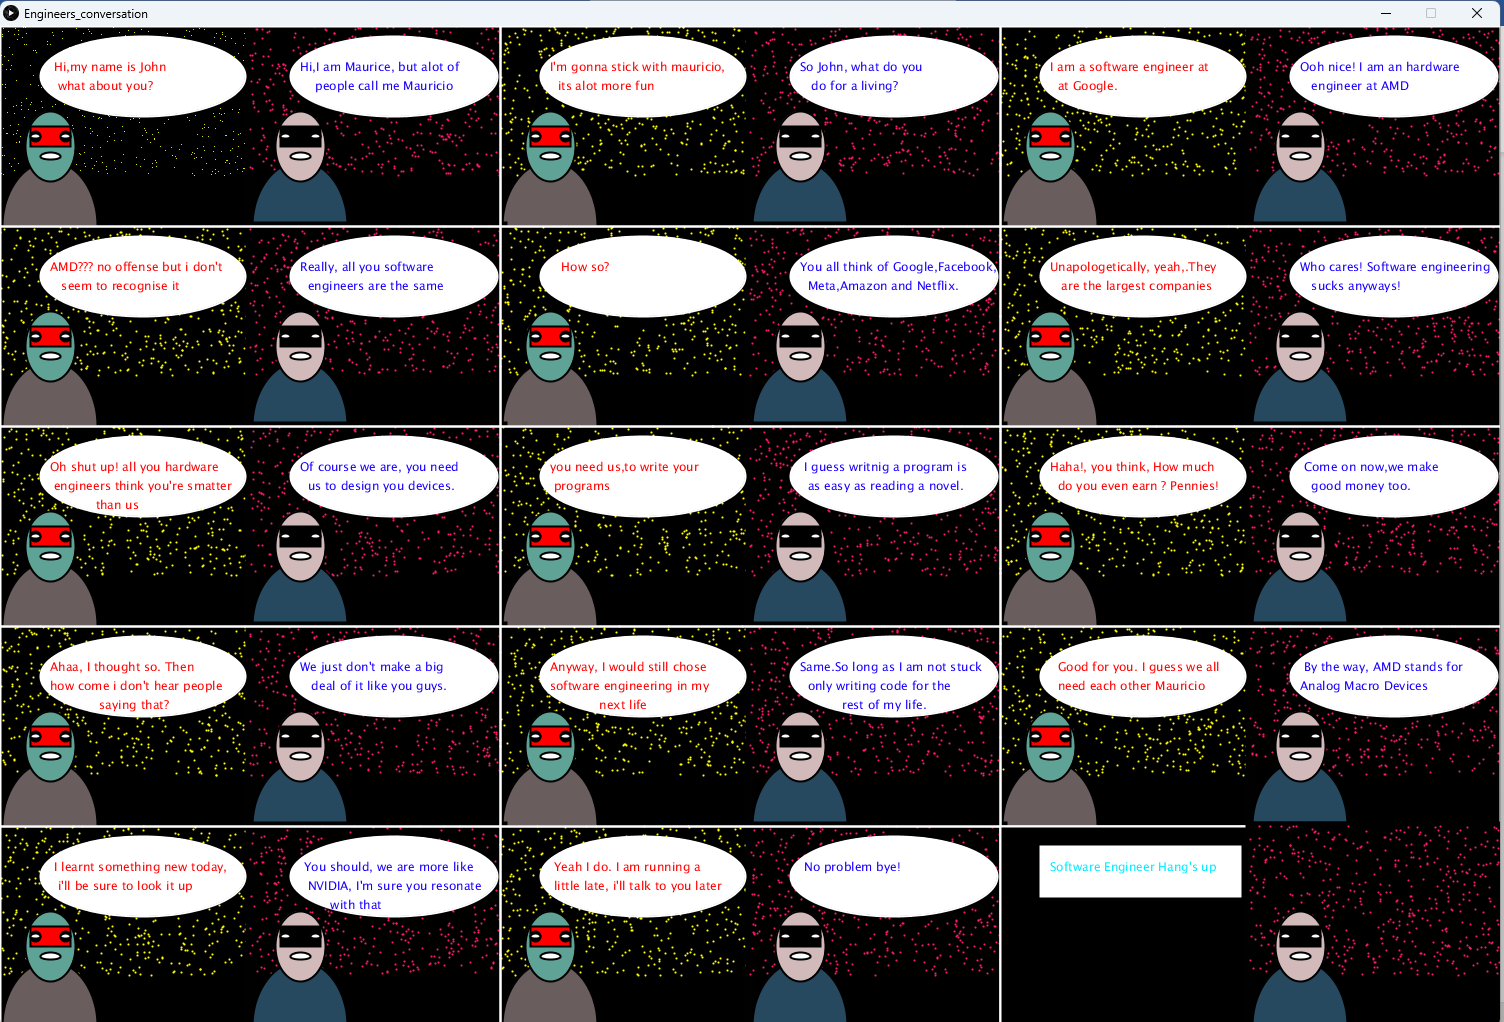 Engineers_conversation
Hi,my name is John
what about you?
Hi,I am Maurice, but alot of
people call me Mauricio
I'm gonna stick with mauricio,
its alot more fun
So John, what do you
do for a living?
I am a software engineer at
at Google.
Ooh nice! I am an hardware
engineer at AMD
AMD??? no offense but i don't
seem to recognise it
Really, all you software
engineers are the same
How so?
You all think of Google,Facebook,
Meta,Amazon and Netflix.
Unapologetically, yeah,.They
are the largest companies
Who cares! Software engineering
sucks anyways!
Oh shut up! all you hardware
engineers think you're smatter
than us
Of course we are, you need
us to design you devices.
you need us,to write your
programs
I guess writnig a program is
as easy as reading a novel.
Haha!, you think, How much
do you even earn ? Pennies!
Come on now,we make
good money too.
Ahaa, I thought so. Then
how come i don't hear people
saying that?
We just don't make a big
deal of it like you guys.
Anyway, I would still chose
software engineering in my
next life
Same.So long as I am not stuck
only writing code for the
rest of my life.
Good for you. I guess we all
need each other Mauricio
By the way, AMD stands for
Analog Macro Devices
I learnt something new today,
i'll be sure to look it up
You should, we are more like
NVIDIA, I'm sure you resonate
with that
Yeah I do. I am running a
little late, i'll talk to you later
No problem bye!
Software Engineer Hang's up